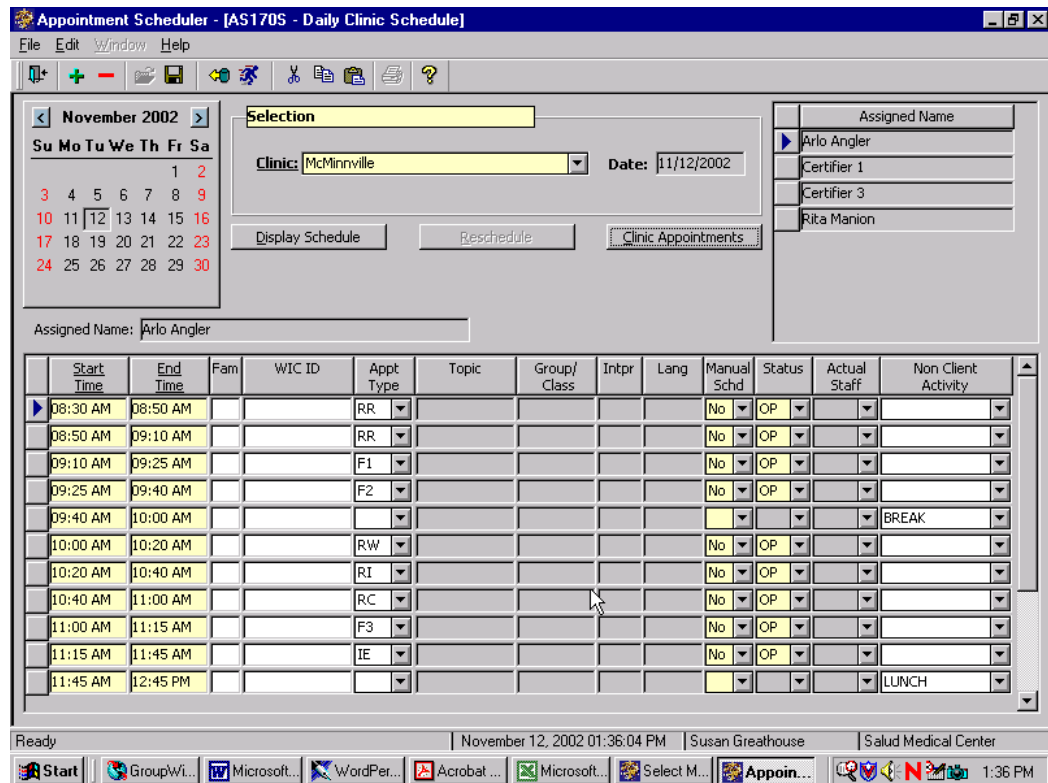 Appointment Scheduler - [AS170S - Daily Clinic Schedule]
File Edit Window Help
November 2002
Su Mo Tu We Th Fr Sa
1 2
3 4 5 6 7 8 9
10 11 12 13 14 15 16
17 18 19 20 21 22 23
24 25 26 27 28 29 30
Selection
Clinic: McMinnville Date: 11/12/2002
Display Schedule Reschedule Clinic Appointments
Assigned Name
Arlo Angler
Certifier 1
Certifier 3
Rita Manion
Assigned Name: Arlo Angler
Start Time End Time Fam WIC ID Appt Type Topic Group/ Class Intpr Lang Manual Schd Status Actual Staff Non Client Activity
08:30 AM 08:50 AM RR No OP
08:50 AM 09:10 AM RR No OP
09:10 AM 09:25 AM F1 No OP
09:25 AM 09:40 AM F2 No OP
09:40 AM 10:00 AM BREAK
10:00 AM 10:20 AM RW No OP
10:20 AM 10:40 AM RI No OP
10:40 AM 11:00 AM RC No OP
11:00 AM 11:15 AM F3 No OP
11:15 AM 11:45 AM IE No OP
11:45 AM 12:45 PM LUNCH
Ready November 12, 2002 01:36:04 PM Susan Greathouse Salud Medical Center
Start GroupWi... Microsoft... WordPer... Acrobat ... Microsoft... Select M... Appoin... 1:36 PM